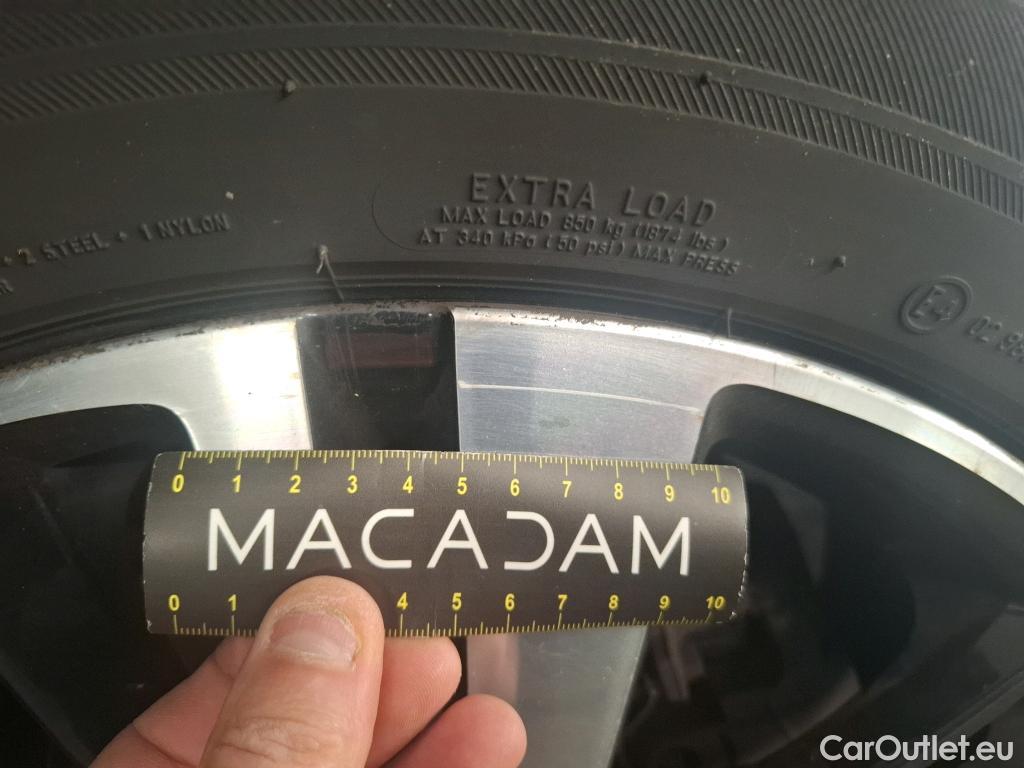 EXTRA LOAD
MAX LOAD 850 kg (1874 lbs)
AT 340 kPa (50 psi) MAX PRESS
+ 2 STEEL + 1 NYLON
E4
0 1 2 3 4 5 6 7 8 9 10
MACADAM
0 1 4 5 6 7 8 9 10
CarOutlet.eu